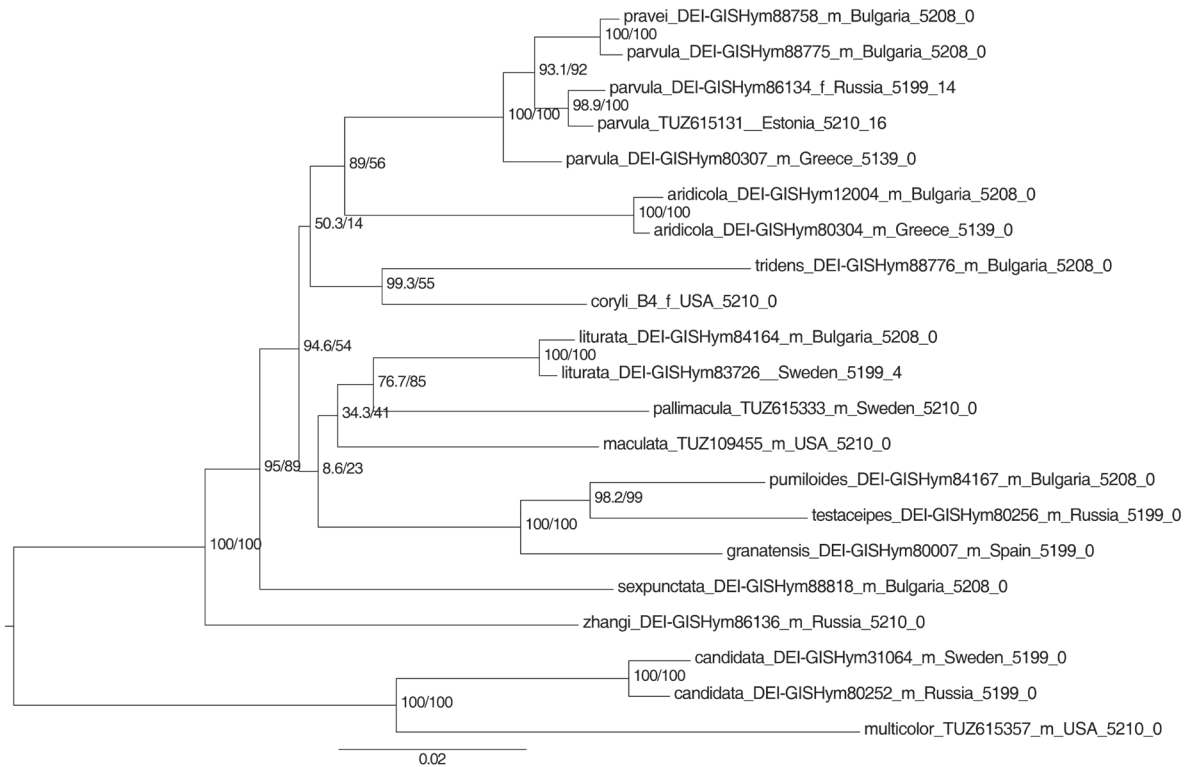 pravei_DEI-GISHym88758_m_Bulgaria_5208_0
100/100
parvula_DEI-GISHym88775_m_Bulgaria_5208_0
93.1/92
parvula_DEI-GISHym86134_f_Russia_5199_14
98.9/100
100/100
parvula_TUZ615131__Estonia_5210_16
parvula_DEI-GISHym80307_m_Greece_5139_0
89/56
aridicola_DEI-GISHym12004_m_Bulgaria_5208_0
100/100
aridicola_DEI-GISHym80304_m_Greece_5139_0
50.3/14
tridens_DEI-GISHym88776_m_Bulgaria_5208_0
99.3/55
coryli_B4_f_USA_5210_0
liturata_DEI-GISHym84164_m_Bulgaria_5208_0
94.6/54
100/100
liturata_DEI-GISHym83726__Sweden_5199_4
76.7/85
pallimacula_TUZ615333_m_Sweden_5210_0
34.3/41
maculata_TUZ109455_m_USA_5210_0
95/89
8.6/23
pumiloides_DEI-GISHym84167_m_Bulgaria_5208_0
98.2/99
testaceipes_DEI-GISHym80256_m_Russia_5199_0
100/100
granatensis_DEI-GISHym80007_m_Spain_5199_0
100/100
sexpunctata_DEI-GISHym88818_m_Bulgaria_5208_0
zhangi_DEI-GISHym86136_m_Russia_5210_0
candidata_DEI-GISHym31064_m_Sweden_5199_0
100/100
candidata_DEI-GISHym80252_m_Russia_5199_0
100/100
multicolor_TUZ615357_m_USA_5210_0
0.02